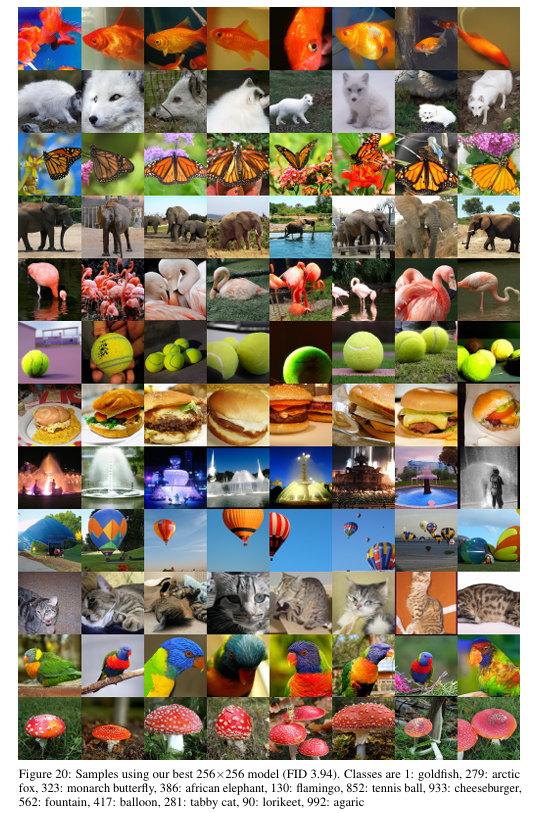 Figure 20: Samples using our best 256×256 model (FID 3.94). Classes are 1: goldfish, 279: arctic
fox, 323: monarch butterfly, 386: african elephant, 130: flamingo, 852: tennis ball, 933: cheeseburger,
562: fountain, 417: balloon, 281: tabby cat, 90: lorikeet, 992: agaric